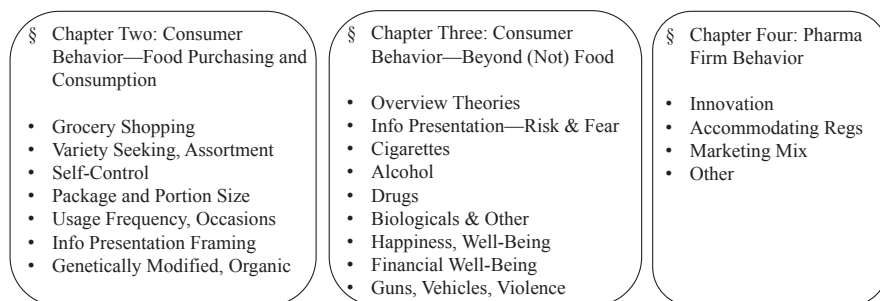 § Chapter Two: Consumer
Behavior—Food Purchasing and
Consumption
• Grocery Shopping
• Variety Seeking, Assortment
• Self-Control
• Package and Portion Size
• Usage Frequency, Occasions
• Info Presentation Framing
• Genetically Modified, Organic
§ Chapter Three: Consumer
Behavior—Beyond (Not) Food
• Overview Theories
• Info Presentation—Risk & Fear
• Cigarettes
• Alcohol
• Drugs
• Biologicals & Other
• Happiness, Well-Being
• Financial Well-Being
• Guns, Vehicles, Violence
§ Chapter Four: Pharma
Firm Behavior
• Innovation
• Accommodating Regs
• Marketing Mix
• Other